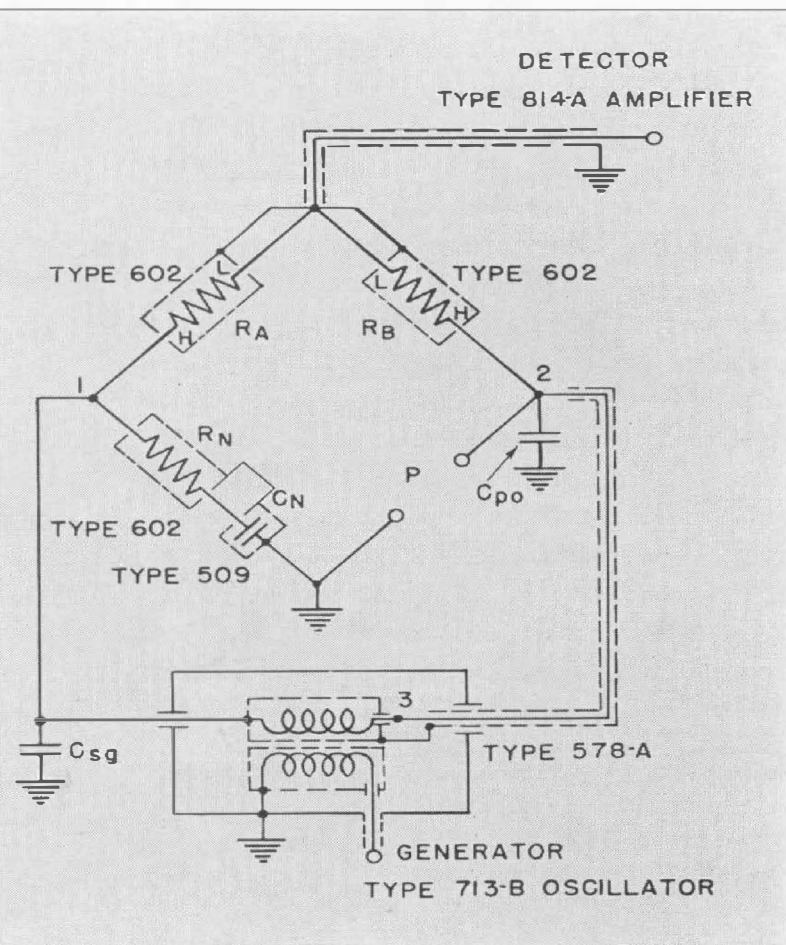 DETECTOR
TYPE 814-A AMPLIFIER
TYPE 602
L
H
RA
TYPE 602
L
H
RB
1
2
RN
CN
P
Cpo
TYPE 602
TYPE 509
3
Csg
TYPE 578-A
GENERATOR
TYPE 713-B OSCILLATOR